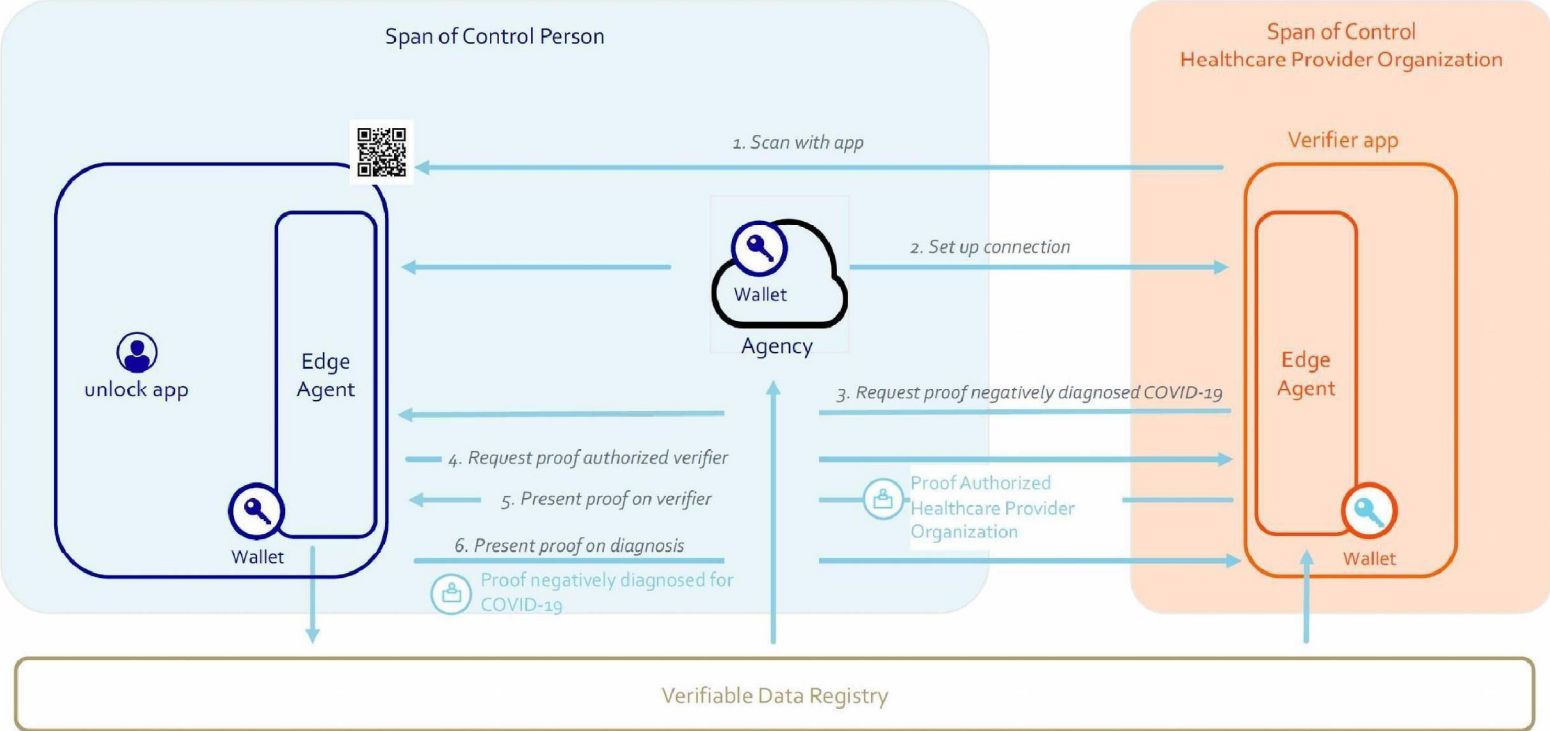 Span of Control Person
Span of Control
Healthcare Provider Organization
1. Scan with app
Verifier app
2. Set up connection
Wallet
Agency
unlock app
Edge
Agent
Edge
Agent
3. Request proof negatively diagnosed COVID-19
4. Request proof authorized verifier
5. Present proof on verifier
Proof Authorized
Healthcare Provider
Organization
6. Present proof on diagnosis
Wallet
Wallet
Proof negatively diagnosed for
COVID-19
Verifiable Data Registry